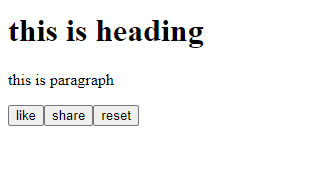 this is heading
this is paragraph
like share reset